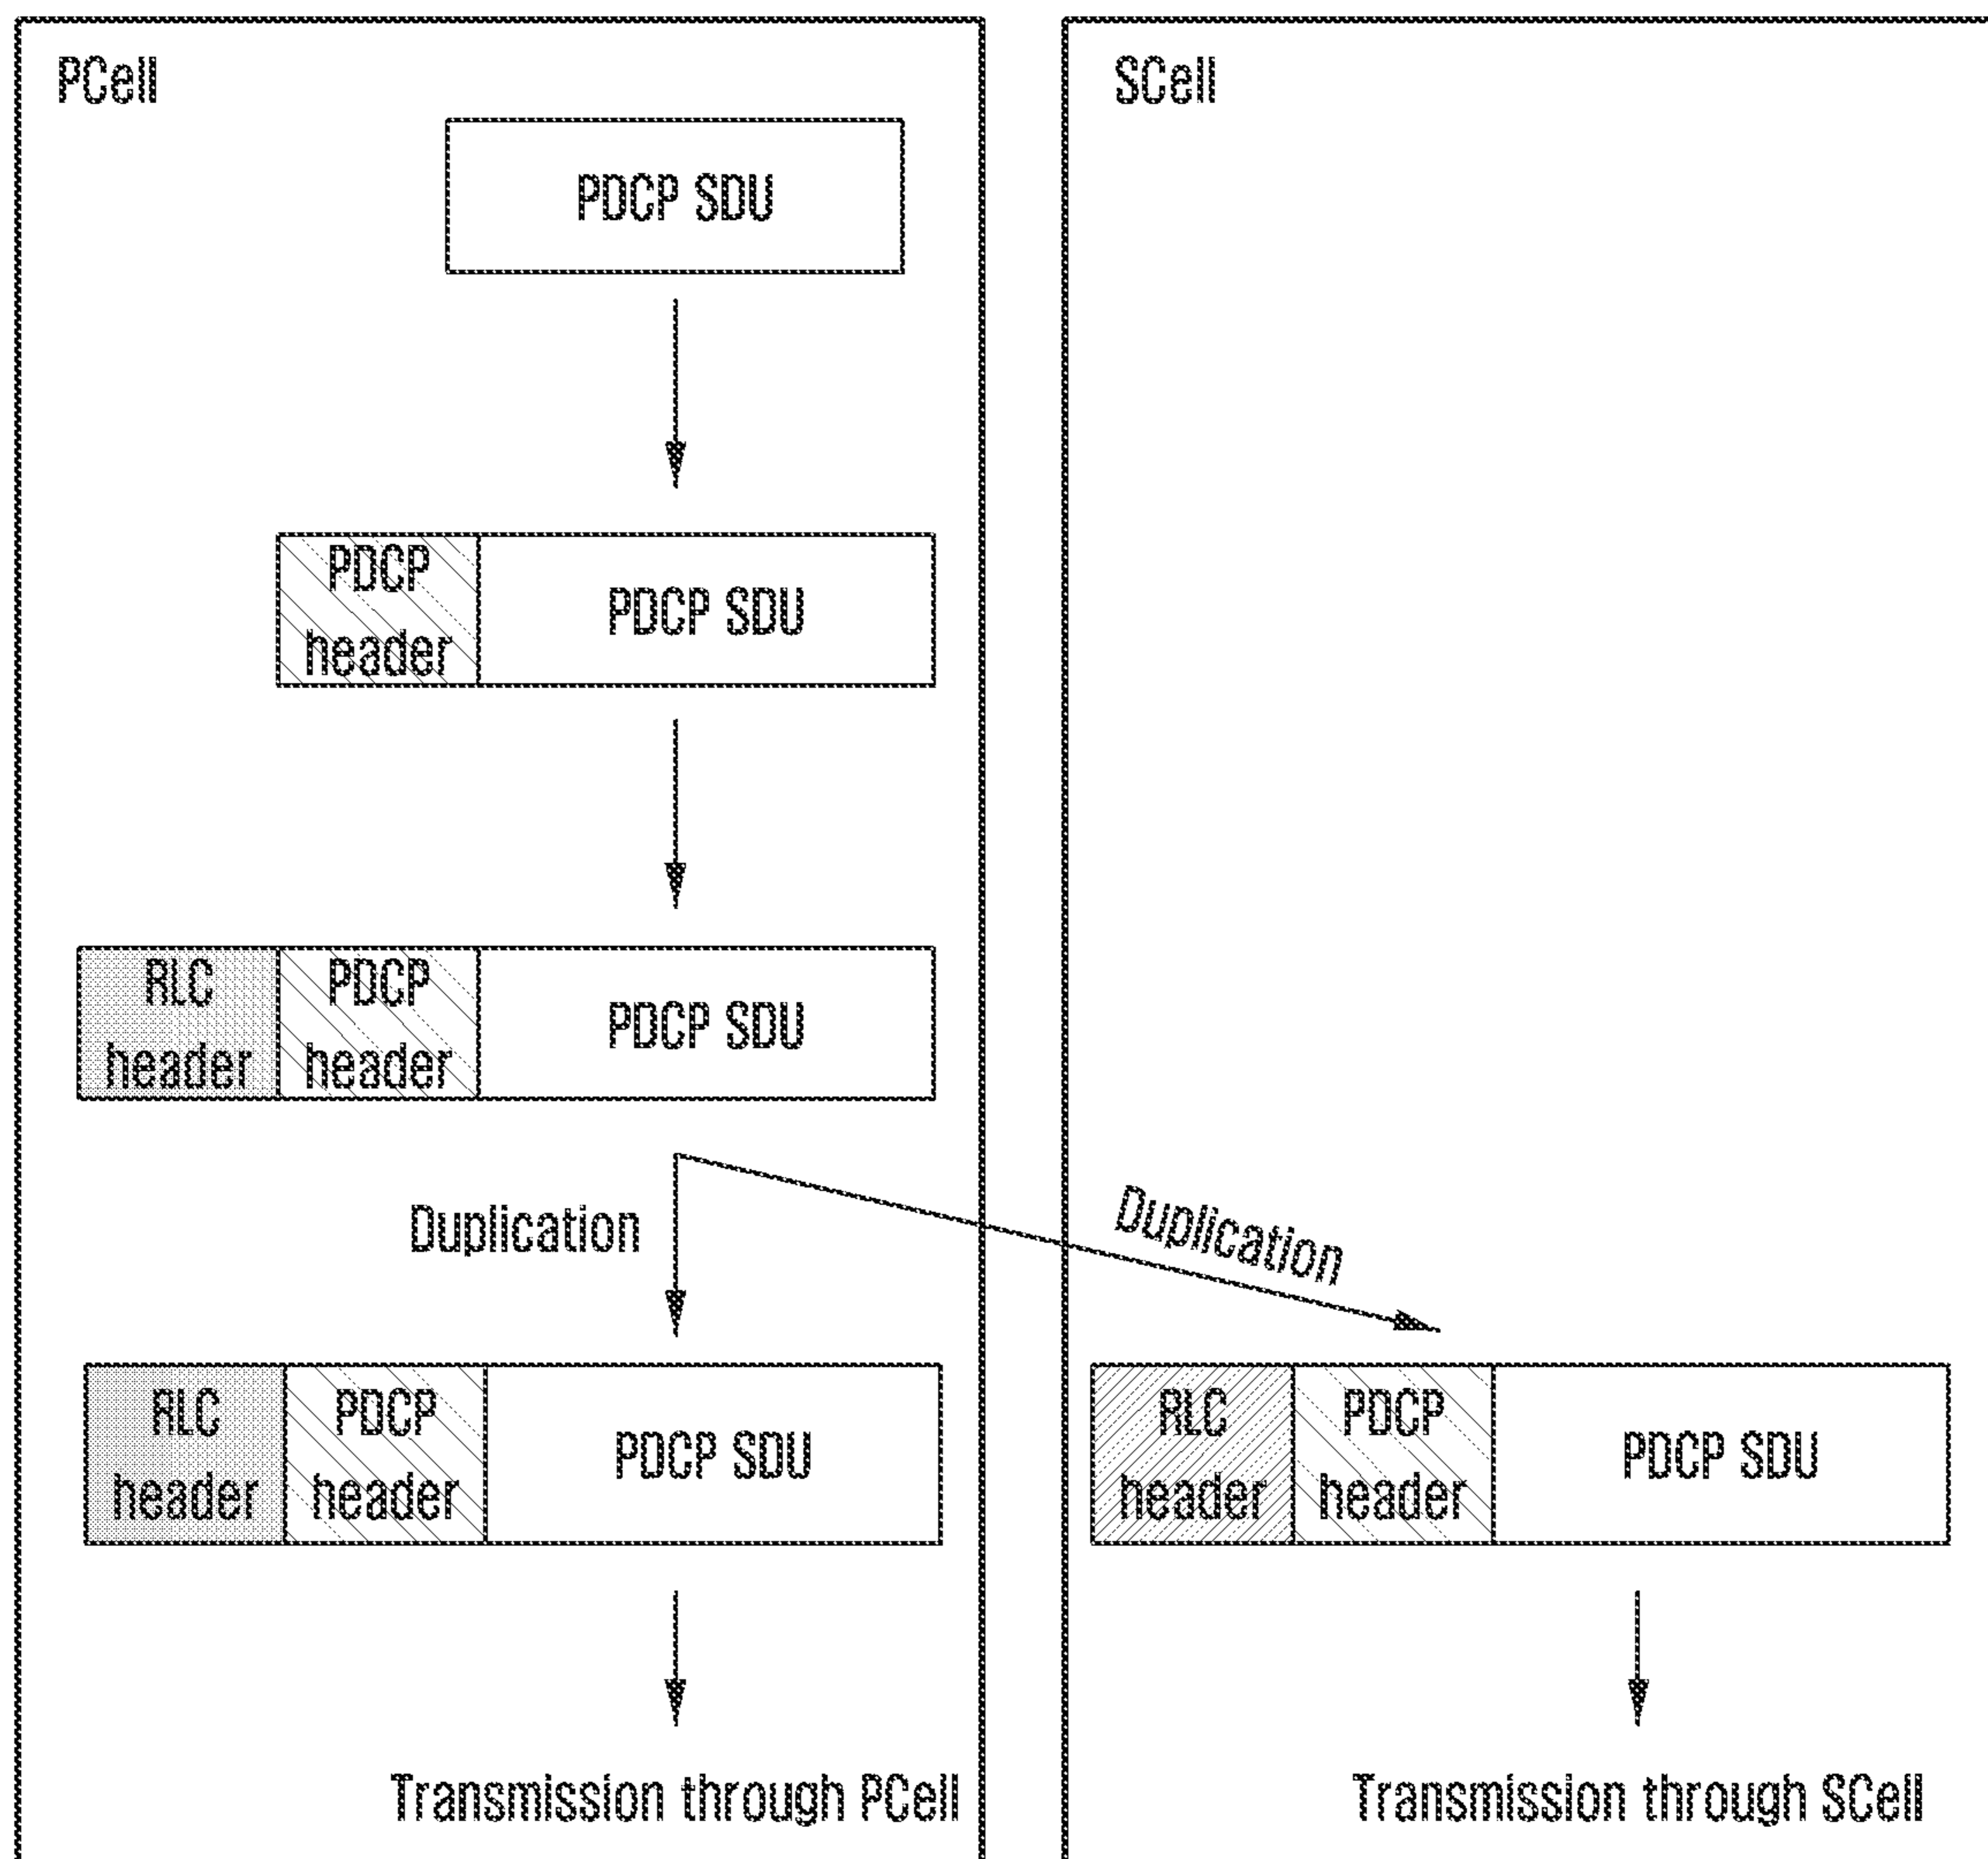 PCell
PDCP SDU
PDCP
header
PDCP SDU
RLC
header
PDCP
header
PDCP SDU
Duplication
RLC
header
PDCP
header
PDCP SDU
Transmission through PCell
SCell
Duplication
RLC
header
PDCP
header
PDCP SDU
Transmission through SCell